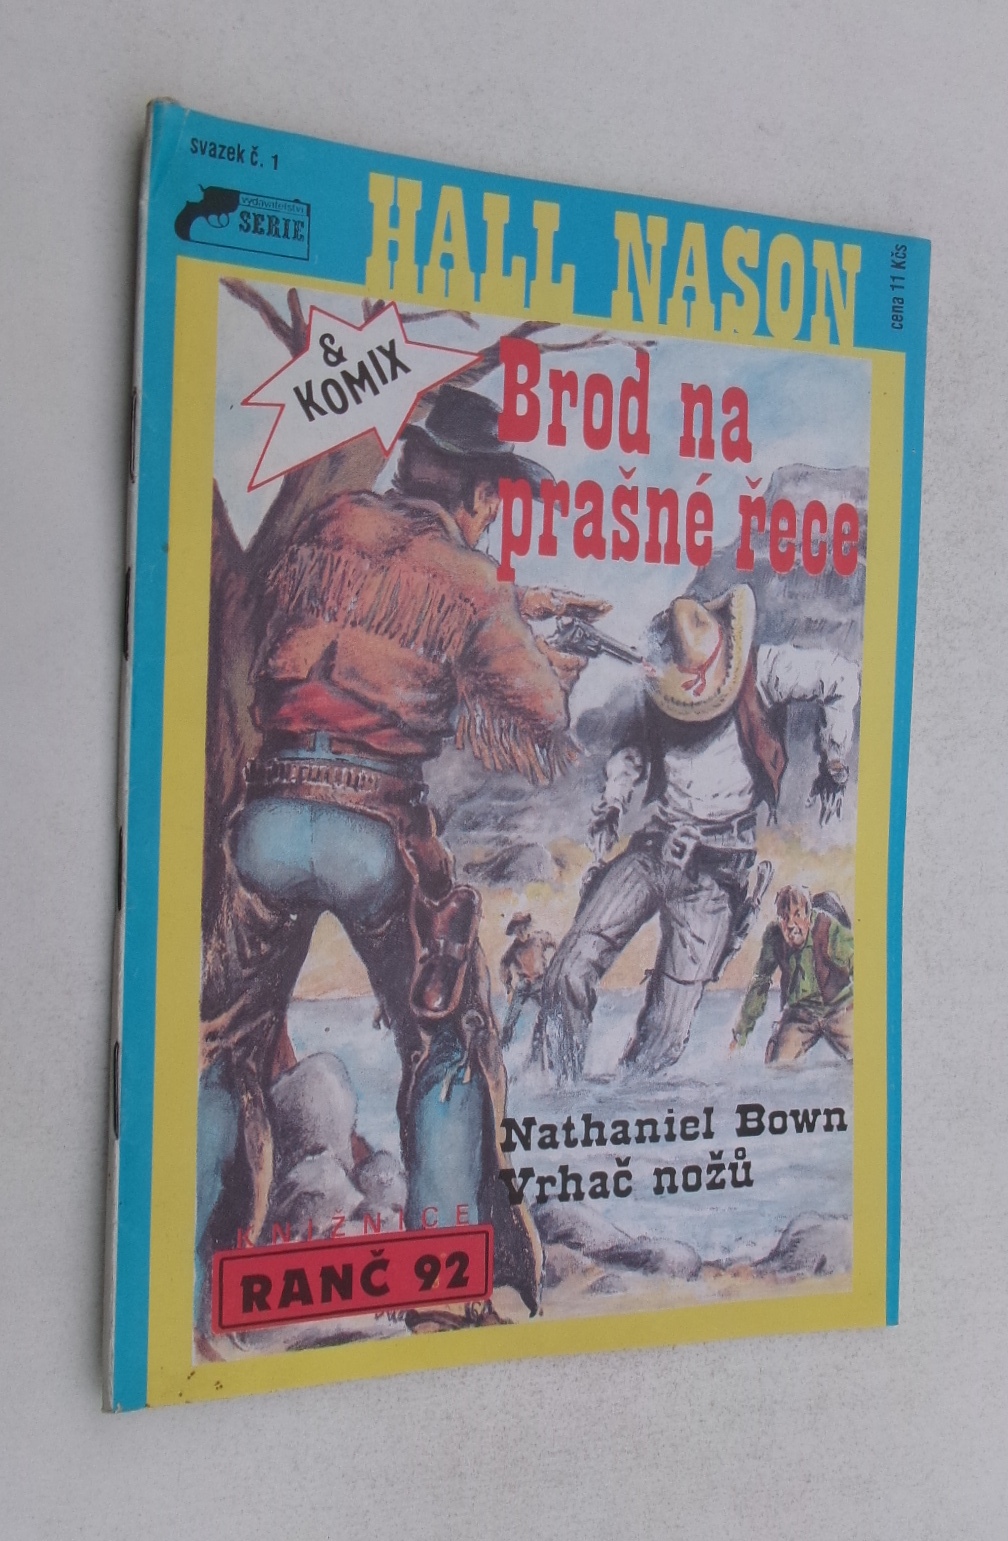 svazek č. 1
vydavatelství
SERIE
HALL NASON
cena 11 Kčs
&
KOMIX
Brod na
prašné řece
Nathaniel Bown
Vrhač nožů
KNIŽNICE
RANČ 92